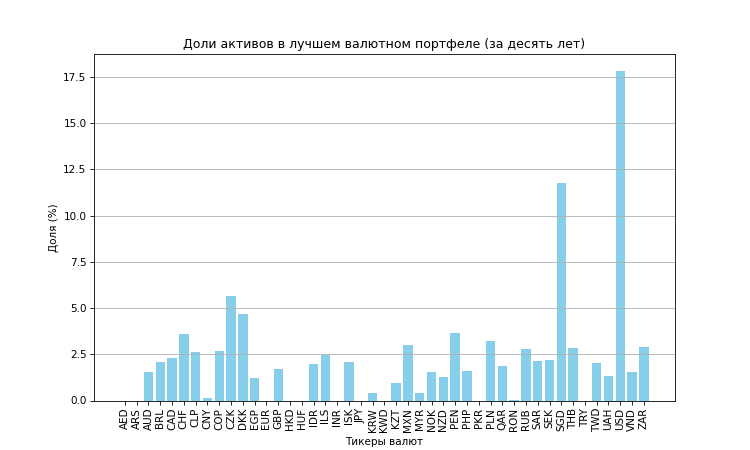 Доли активов в лучшем валютном портфеле (за десять лет)
Доля (%)
17.5
15.0
12.5
10.0
7.5
5.0
2.5
0.0
AED ARS AUD BRL CAD CHF CLP CNY COP CZK DKK EGP EUR GBP HKD HUF IDR ILS INR ISK JPY KRW KWD KZT MXN MYR NOK NZD PEN PHP PKR PLN QAR RON RUB SAR SEK SGD THB TRY TWD UAH USD VND ZAR
Тикеры валют